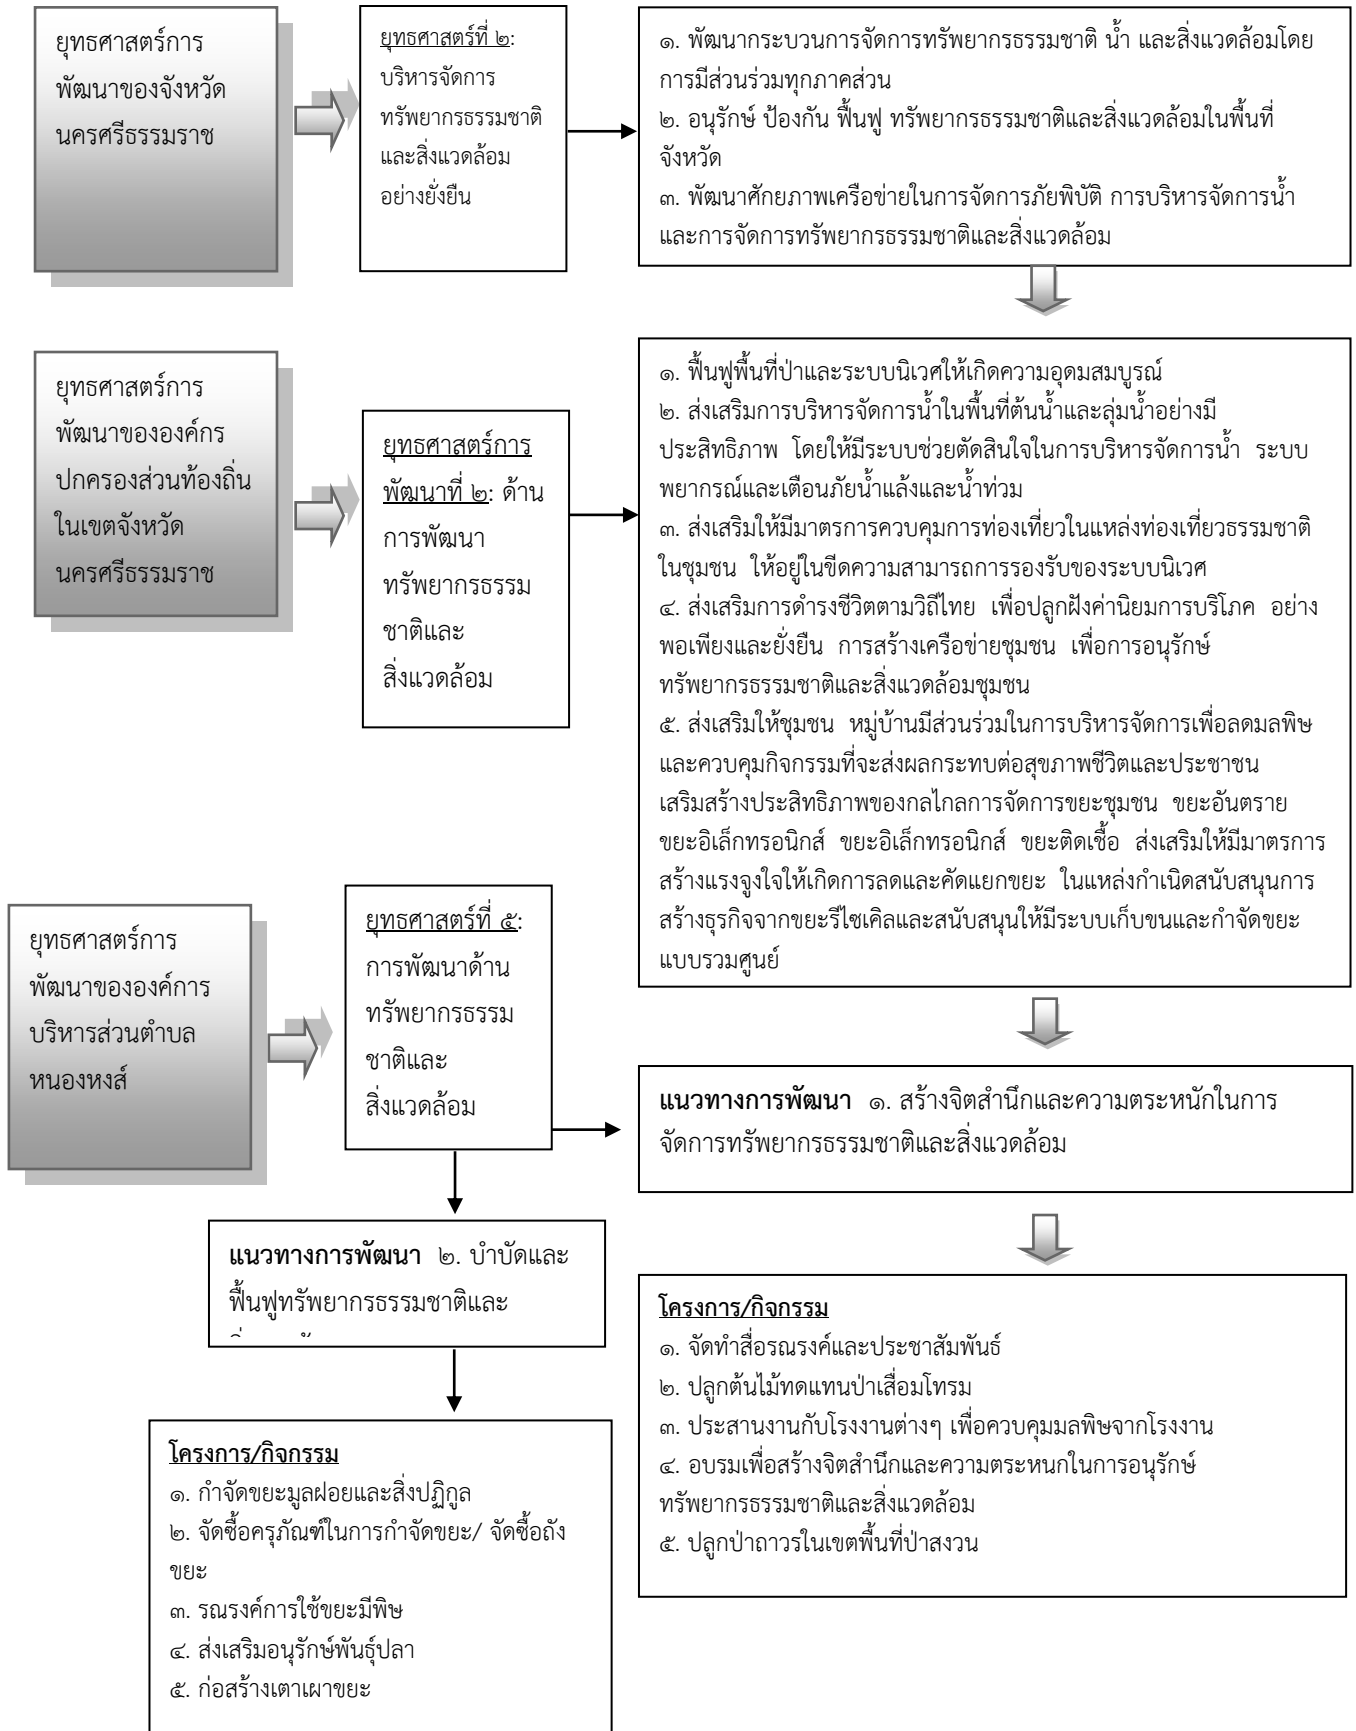 ยุทธศาสตร์การ
พัฒนาของจังหวัด
นครศรีธรรมราช
ยุทธศาสตร์ที่ ๒:
บริหารจัดการ
ทรัพยากรธรรมชาติ
และสิ่งแวดล้อม
อย่างยั่งยืน
๑. พัฒนากระบวนการจัดการทรัพยากรธรรมชาติ น้ำ และสิ่งแวดล้อมโดย
การมีส่วนร่วมทุกภาคส่วน
๒. อนุรักษ์ ป้องกัน ฟื้นฟู ทรัพยากรธรรมชาติและสิ่งแวดล้อมในพื้นที่
จังหวัด
๓. พัฒนาศักยภาพเครือข่ายในการจัดการภัยพิบัติ การบริหารจัดการน้ำ
และการจัดการทรัพยากรธรรมชาติและสิ่งแวดล้อม
ยุทธศาสตร์การ
พัฒนาขององค์กร
ปกครองส่วนท้องถิ่น
ในเขตจังหวัด
นครศรีธรรมราช
ยุทธศาสตร์การ
พัฒนาที่ ๒: ด้าน
การพัฒนา
ทรัพยากรธรรม
ชาติและ
สิ่งแวดล้อม
๑. ฟื้นฟูพื้นที่ป่าและระบบนิเวศให้เกิดความอุดมสมบูรณ์
๒. ส่งเสริมการบริหารจัดการน้ำในพื้นที่ต้นน้ำและลุ่มน้ำอย่างมี
ประสิทธิภาพ โดยให้มีระบบช่วยตัดสินใจในการบริหารจัดการน้ำ ระบบ
พยากรณ์และเตือนภัยน้ำแล้งและน้ำท่วม
๓. ส่งเสริมให้มีมาตรการควบคุมการท่องเที่ยวในแหล่งท่องเที่ยวธรรมชาติ
ในชุมชน ให้อยู่ในขีดความสามารถการรองรับของระบบนิเวศ
๔. ส่งเสริมการดำรงชีวิตตามวิถีไทย เพื่อปลูกฝังค่านิยมการบริโภค อย่าง
พอเพียงและยั่งยืน การสร้างเครือข่ายชุมชน เพื่อการอนุรักษ์
ทรัพยากรธรรมชาติและสิ่งแวดล้อมชุมชน
๕. ส่งเสริมให้ชุมชน หมู่บ้านมีส่วนร่วมในการบริหารจัดการเพื่อลดมลพิษ
และควบคุมกิจกรรมที่จะส่งผลกระทบต่อสุขภาพชีวิตและประชาชน
เสริมสร้างประสิทธิภาพของกลไกลการจัดการขยะชุมชน ขยะอันตราย
ขยะอิเล็กทรอนิกส์ ขยะอิเล็กทรอนิกส์ ขยะติดเชื้อ ส่งเสริมให้มีมาตรการ
สร้างแรงจูงใจให้เกิดการลดและคัดแยกขยะ ในแหล่งกำเนิดสนับสนุนการ
สร้างธุรกิจจากขยะรีไซเคิลและสนับสนุนให้มีระบบเก็บขนและกำจัดขยะ
แบบรวมศูนย์
ยุทธศาสตร์การ
พัฒนาขององค์การ
บริหารส่วนตำบล
หนองหงส์
ยุทธศาสตร์ที่ ๕:
การพัฒนาด้าน
ทรัพยากรธรรม
ชาติและ
สิ่งแวดล้อม
แนวทางการพัฒนา ๑. สร้างจิตสำนึกและความตระหนักในการ
จัดการทรัพยากรธรรมชาติและสิ่งแวดล้อม
แนวทางการพัฒนา ๒. บำบัดและ
ฟื้นฟูทรัพยากรธรรมชาติและ
โครงการ/กิจกรรม
๑. จัดทำสื่อรณรงค์และประชาสัมพันธ์
๒. ปลูกต้นไม้ทดแทนป่าเสื่อมโทรม
๓. ประสานงานกับโรงงานต่างๆ เพื่อควบคุมมลพิษจากโรงงาน
๔. อบรมเพื่อสร้างจิตสำนึกและความตระหนกในการอนุรักษ์
ทรัพยากรธรรมชาติและสิ่งแวดล้อม
๕. ปลูกป่าถาวรในเขตพื้นที่ป่าสงวน
โครงการ/กิจกรรม
๑. กำจัดขยะมูลฝอยและสิ่งปฏิกูล
๒. จัดซื้อครุภัณฑ์ในการกำจัดขยะ/ จัดซื้อถัง
ขยะ
๓. รณรงค์การใช้ขยะมีพิษ
๔. ส่งเสริมอนุรักษ์พันธุ์ปลา
๕. ก่อสร้างเตาเผาขยะ